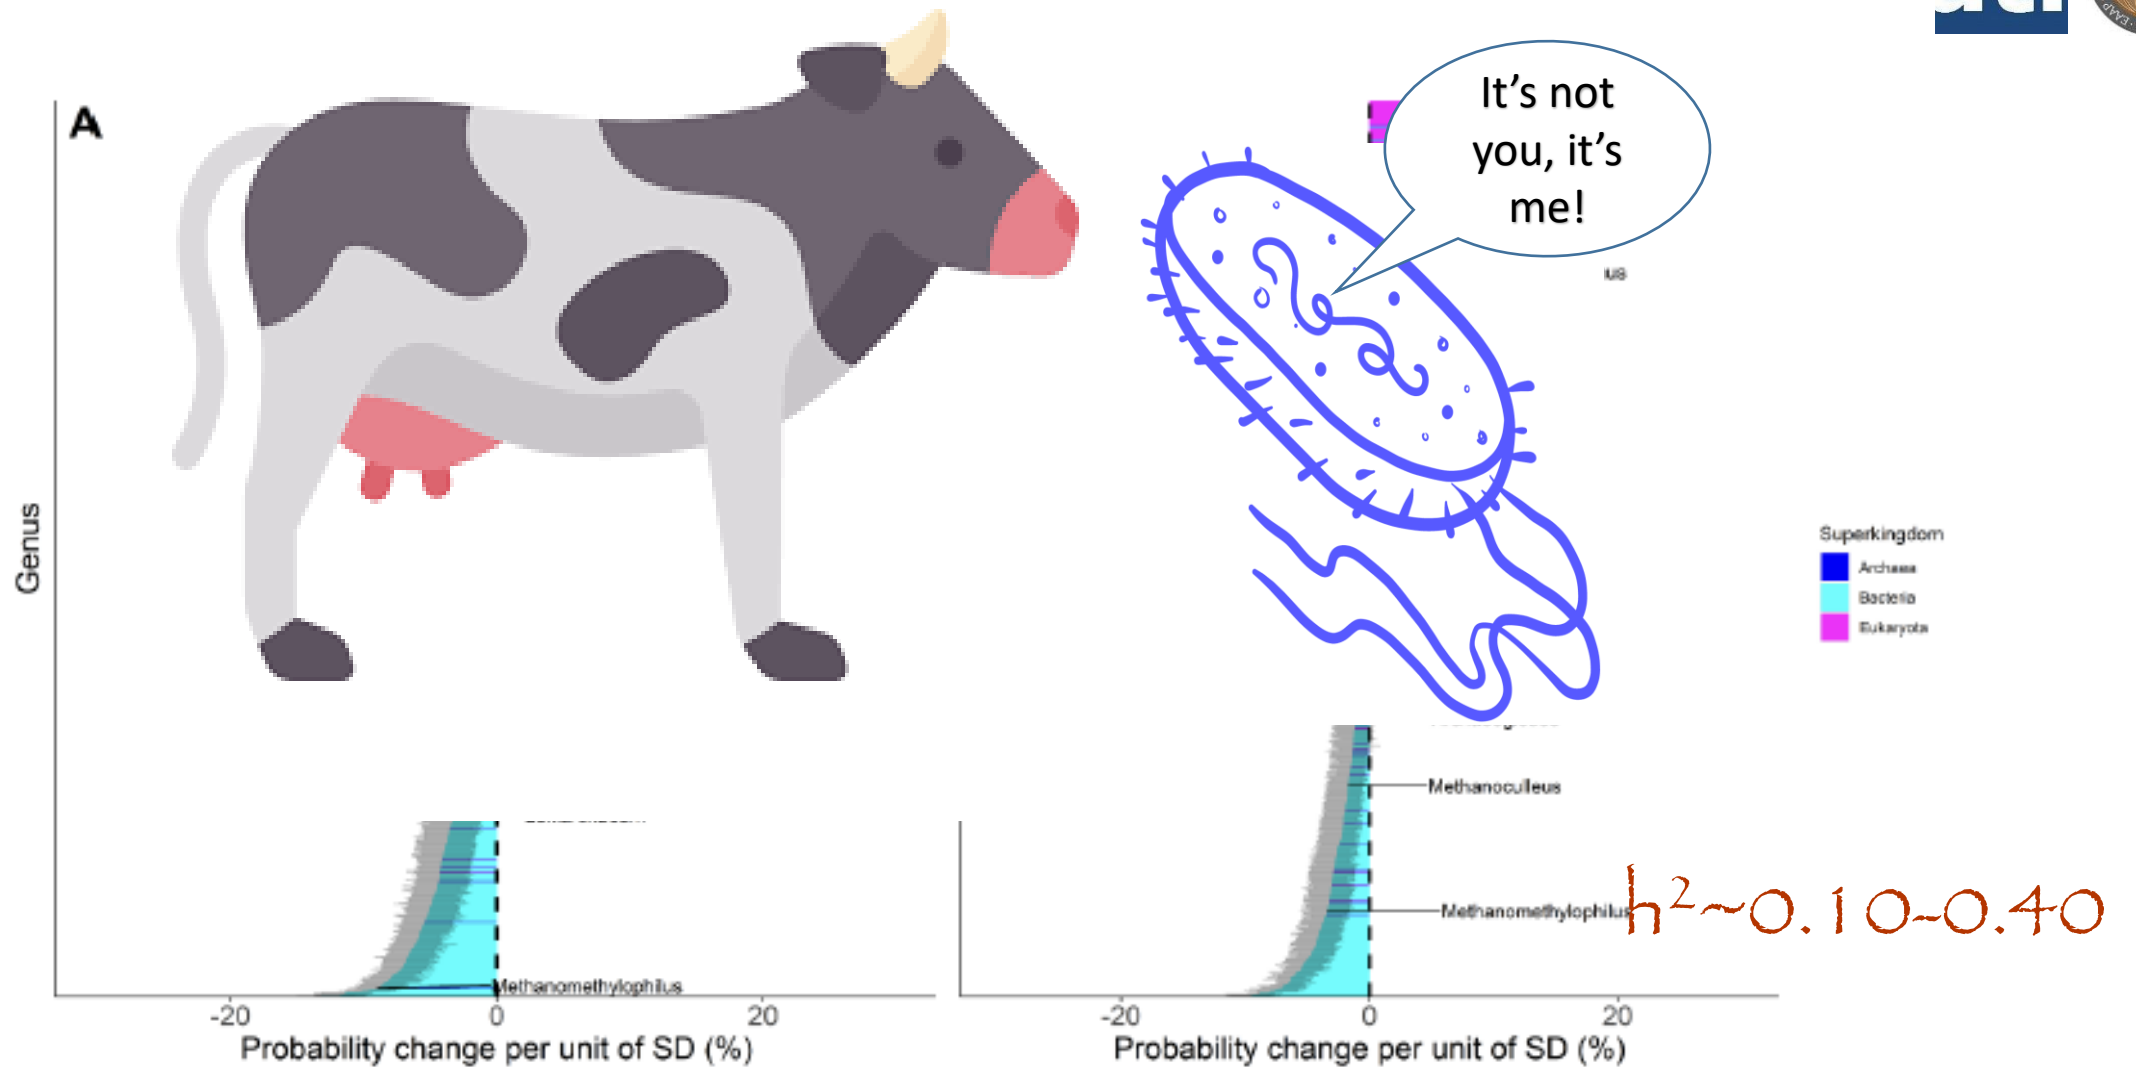 A
It's not
you, it's
me!
us
Genus
Superkingdom
Archaea
Bacteria
Eukaryota
Methanoculleus
Methanomethylophilus
h²~0.10-0.40
Methanomethylophilus
-20
0
20
-20
0
20
Probability change per unit of SD (%)
Probability change per unit of SD (%)